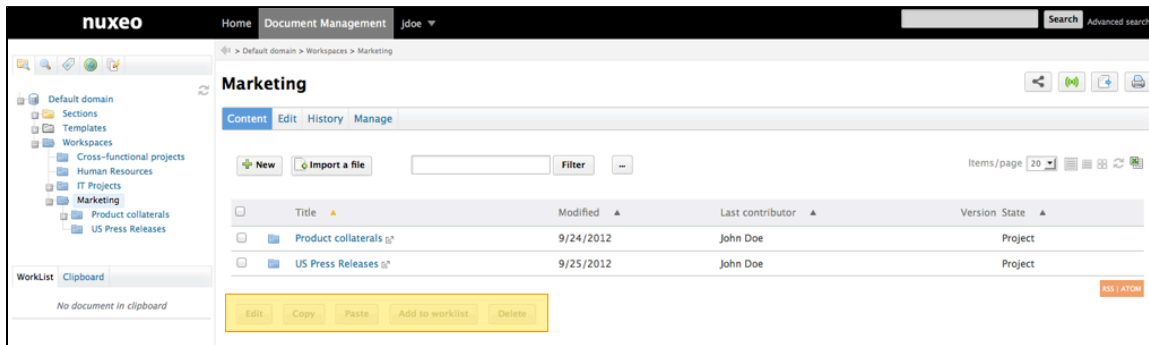 nuxeo
Home Document Management jdoe
Search Advanced search
> Default domain > Workspaces > Marketing
Default domain
Sections
Templates
Workspaces
Cross-functional projects
Human Resources
IT Projects
Marketing
Product collaterals
US Press Releases
WorkList Clipboard
No document in clipboard
Marketing
Content Edit History Manage
New Import a file Filter ... Items/page 20
Title Modified Last contributor Version State
Product collaterals 9/24/2012 John Doe Project
US Press Releases 9/25/2012 John Doe Project
RSS | ATOM
Edit Copy Paste Add to worklist Delete